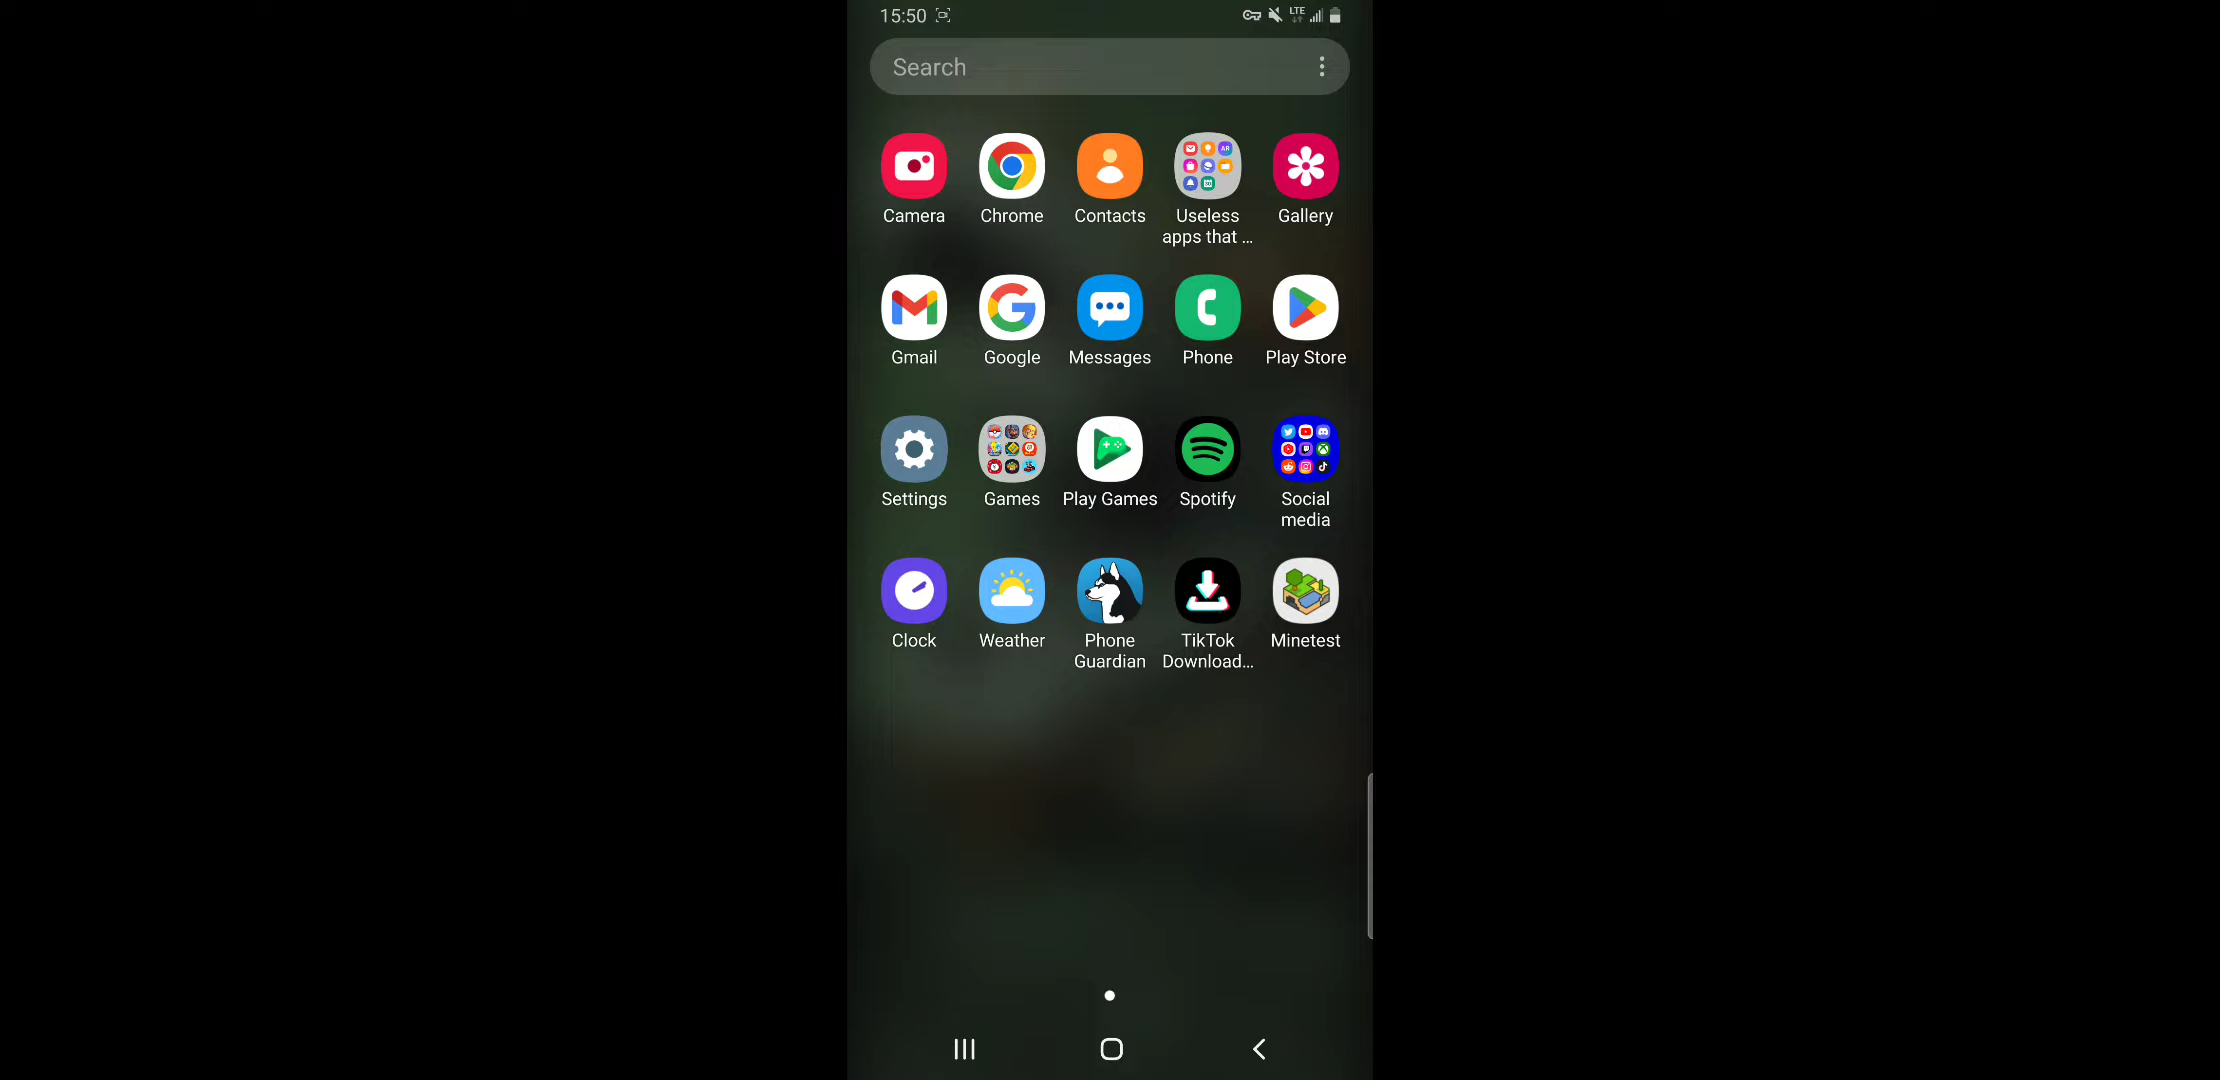 15:50
LTE
Search
Camera
Chrome
Contacts
Useless
apps that ...
Gallery
Gmail
Google
Messages
Phone
Play Store
Settings
Games
Play Games
Spotify
Social
media
Clock
Weather
Phone
Guardian
TikTok
Download...
Minetest